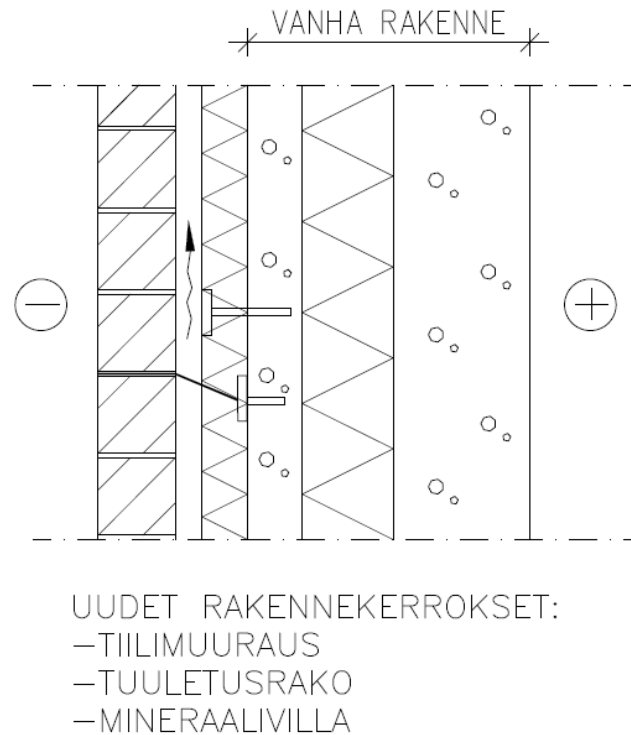 VANHA RAKENNE
UUDET RAKENNEKERROKSET:
–TIILIMUURAUS
–TUULETUSRAKO
–MINERAALIVILLA